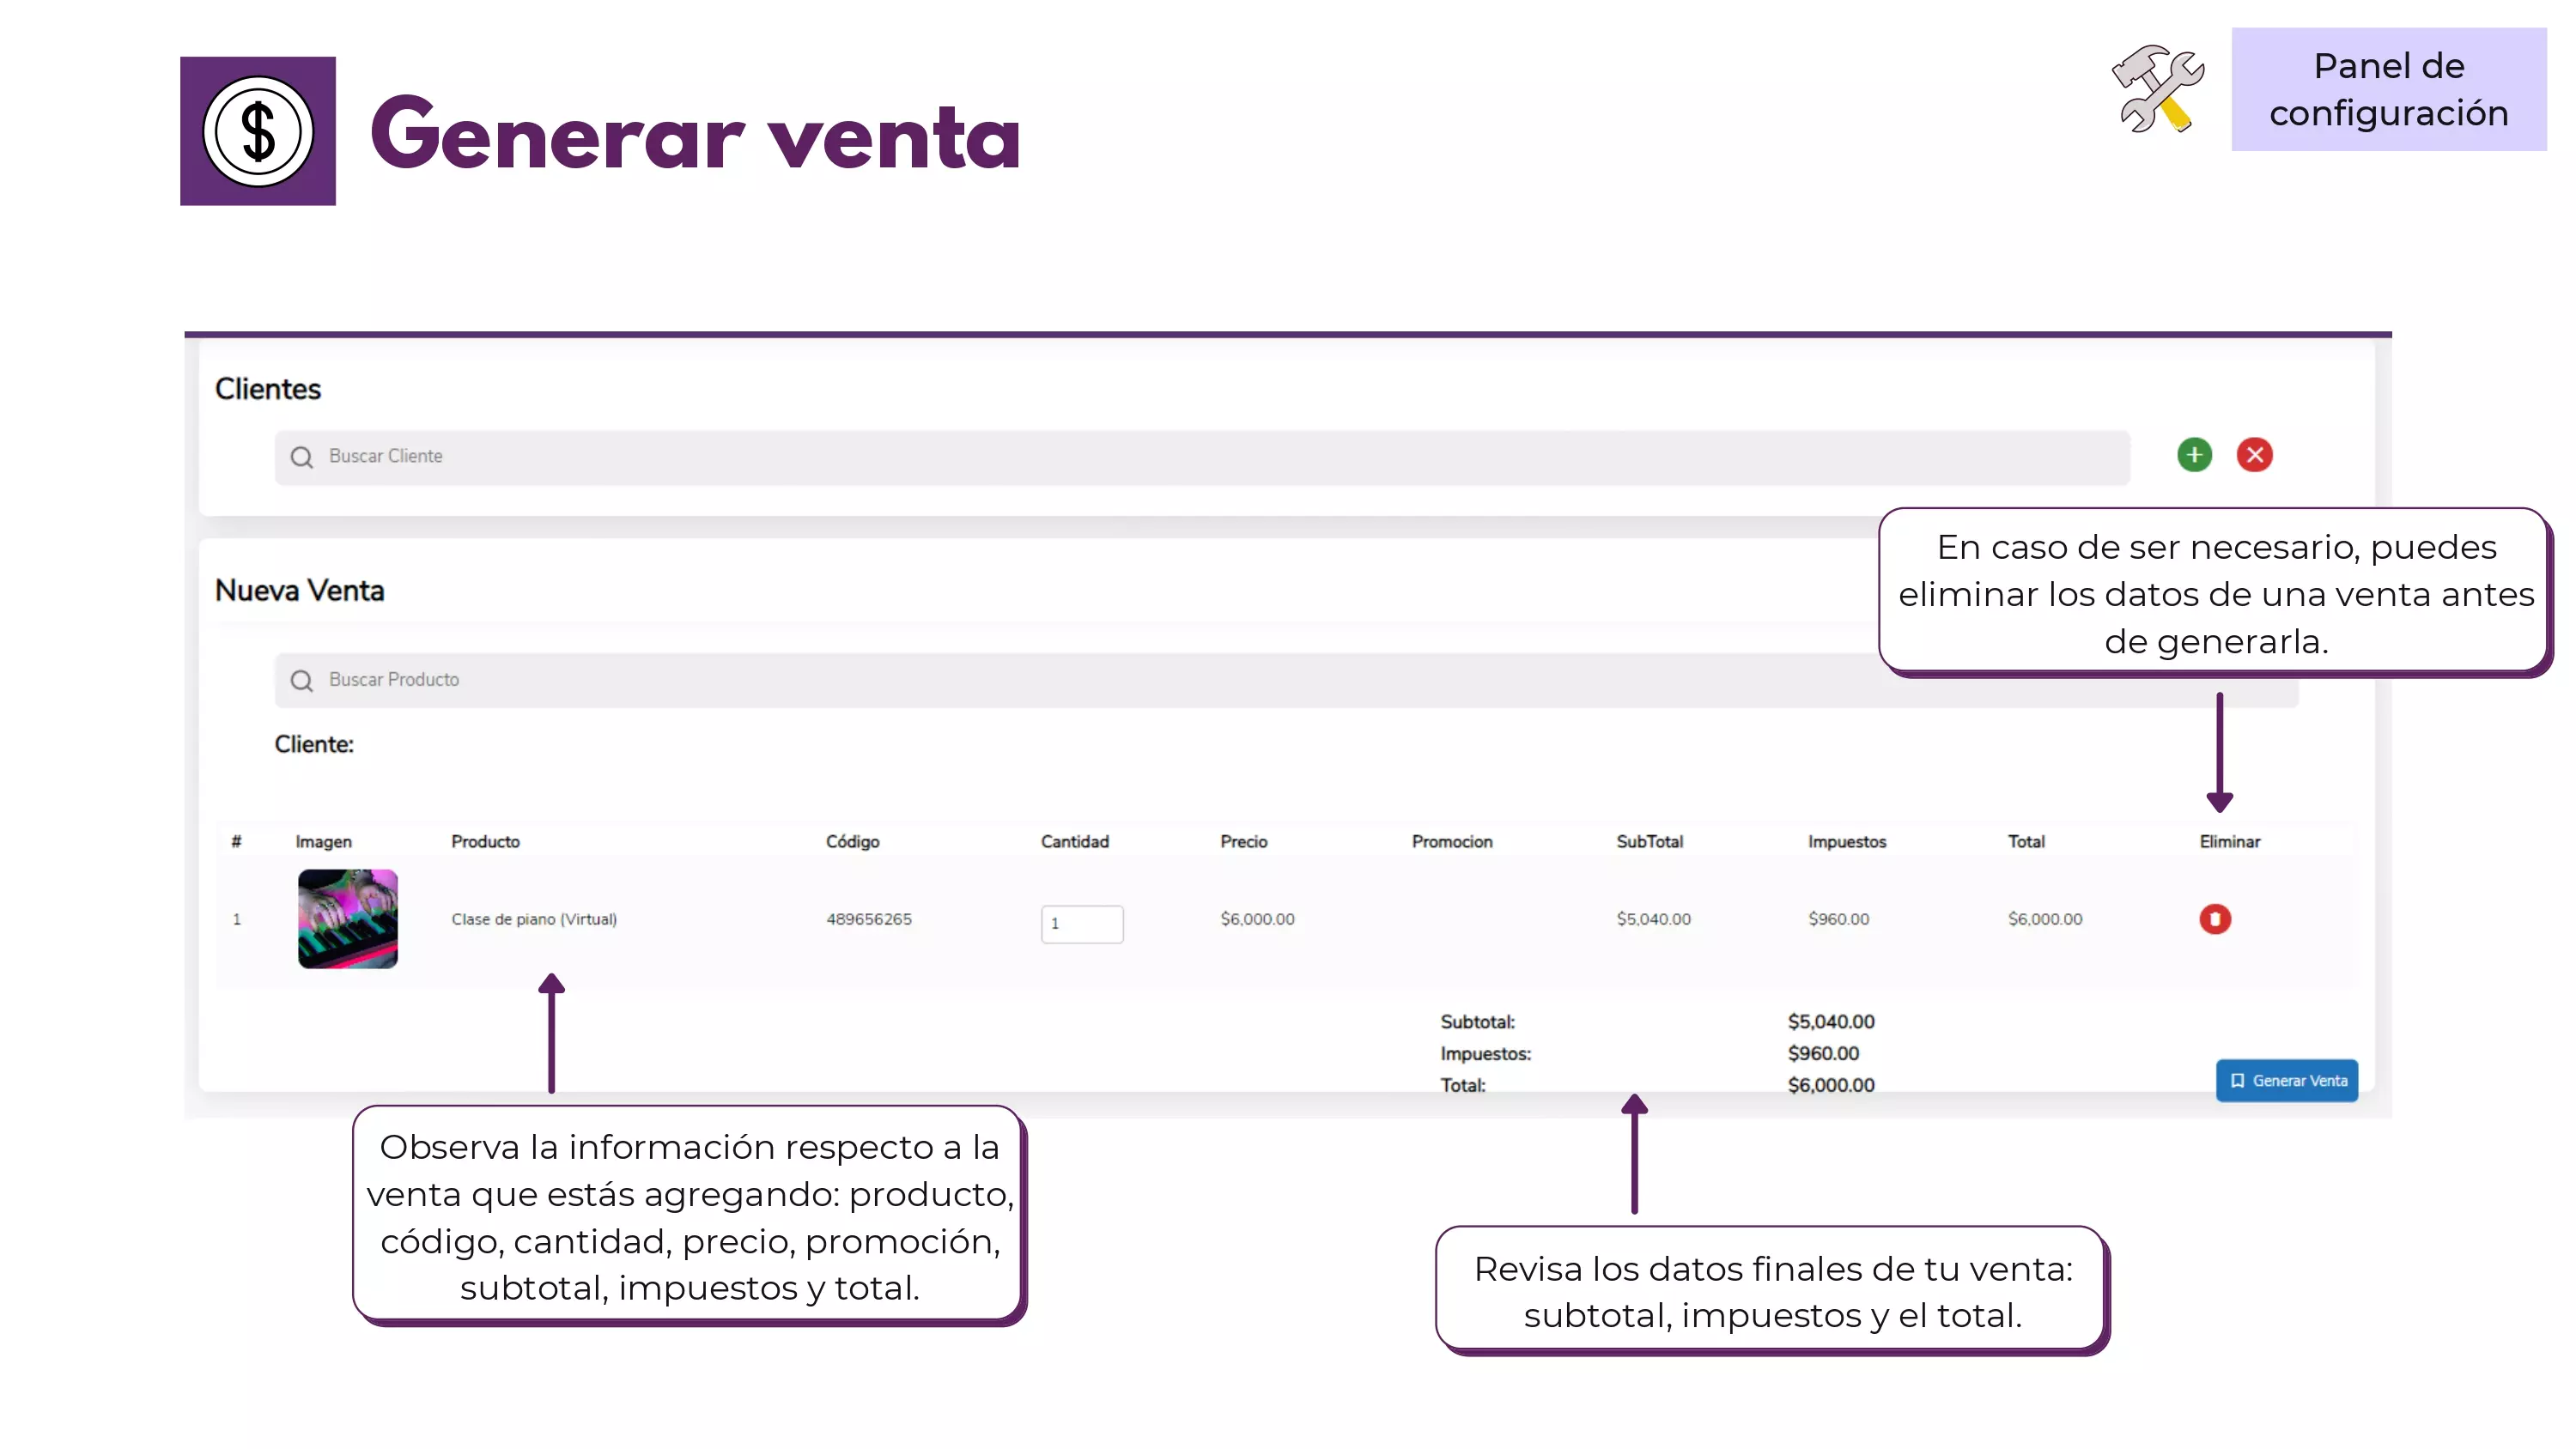 Panel de
configuración
$
Generar venta
Clientes
Buscar Cliente
En caso de ser necesario, puedes
eliminar los datos de una venta antes
de generarla.
Nueva Venta
Buscar Producto
Cliente:
# Imagen Producto Código Cantidad Precio Promocion SubTotal Impuestos Total Eliminar
1 Clase de piano (Virtual) 489656265 1 $6,000.00 $5,040.00 $960.00 $6,000.00
Subtotal: $5,040.00
Impuestos: $960.00
Total: $6,000.00
Generar Venta
Observa la información respecto a la
venta que estás agregando: producto,
código, cantidad, precio, promoción,
subtotal, impuestos y total.
Revisa los datos finales de tu venta:
subtotal, impuestos y el total.